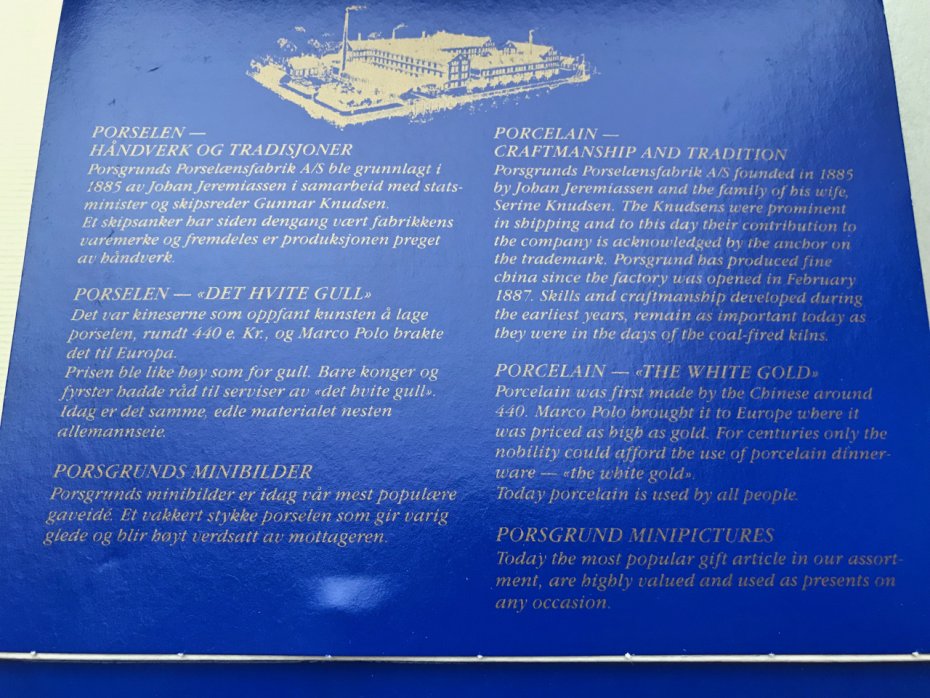 PORSELEN —
HÅNDVERK OG TRADISJONER
Porsgrunds Porselænsfabrik A/S ble grunnlagt i
1885 av Johan Jeremiassen i samarbeid med stats-
minister og skipsreder Gunnar Knudsen.
Et skipsanker har siden dengang vært fabrikkens
varemerke og fremdeles er produksjonen preget
av håndverk.
PORSELEN — «DET HVITE GULL»
Det var kineserne som oppfant kunsten å lage
porselen, rundt 440 e. Kr., og Marco Polo brakte
det til Europa.
Prisen ble like høy som for gull. Bare konger og
fyrster hadde råd til serviser av «det hvite gull».
Idag er det samme, edle materialet nesten
allemannseie.
PORSGRUNDS MINIBILDER
Porsgrunds minibilder er idag vår mest populære
gaveidé. Et vakkert stykke porselen som gir varig
glede og blir høyt verdsatt av mottageren.
PORCELAIN —
CRAFTMANSHIP AND TRADITION
Porsgrunds Porselænsfabrik A/S founded in 1885
by Johan Jeremiassen and the family of his wife,
Serine Knudsen. The Knudsens were prominent
in shipping and to this day their contribution to
the company is acknowledged by the anchor on
the trademark. Porsgrund has produced fine
china since the factory was opened in February
1887. Skills and craftmanship developed during
the earliest years, remain as important today as
they were in the days of the coal-fired kilns.
PORCELAIN — «THE WHITE GOLD»
Porcelain was first made by the Chinese around
440. Marco Polo brought it to Europe where it
was priced as high as gold. For centuries only the
nobility could afford the use of porcelain dinner-
ware — «the white gold».
Today porcelain is used by all people.
PORSGRUND MINIPICTURES
Today the most popular gift article in our assort-
ment, are highly valued and used as presents on
any occasion.